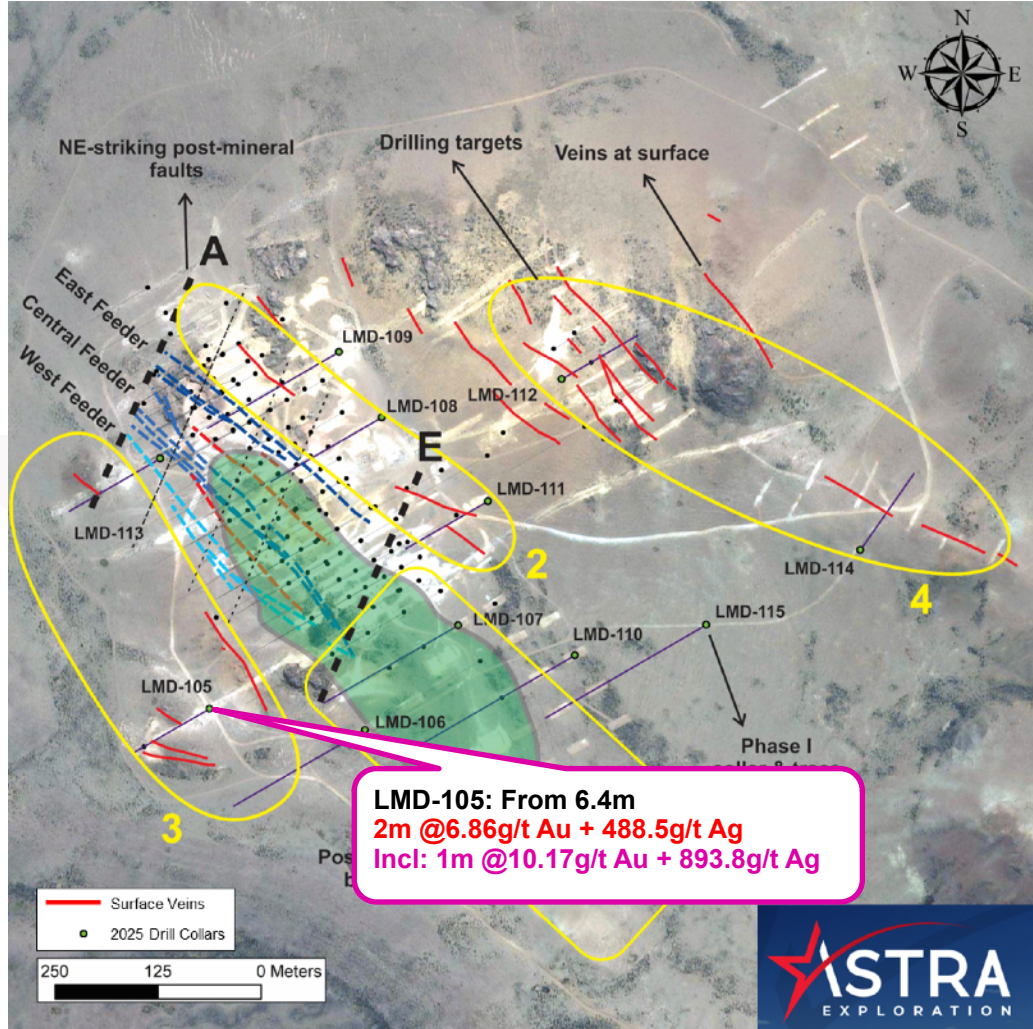 N
W
E
S
NE-striking post-mineral
faults
Drilling targets
Veins at surface
A
East Feeder
Central Feeder
West Feeder
LMD-109
LMD-112
LMD-108
E
LMD-111
LMD-113
2
LMD-114
4
LMD-107
LMD-115
LMD-110
LMD-105
LMD-106
Phase I
3
LMD-105: From 6.4m
2m @6.86g/t Au + 488.5g/t Ag
Incl: 1m @10.17g/t Au + 893.8g/t Ag
Surface Veins
2025 Drill Collars
250 125 0 Meters
ASTRA
EXPLORATION